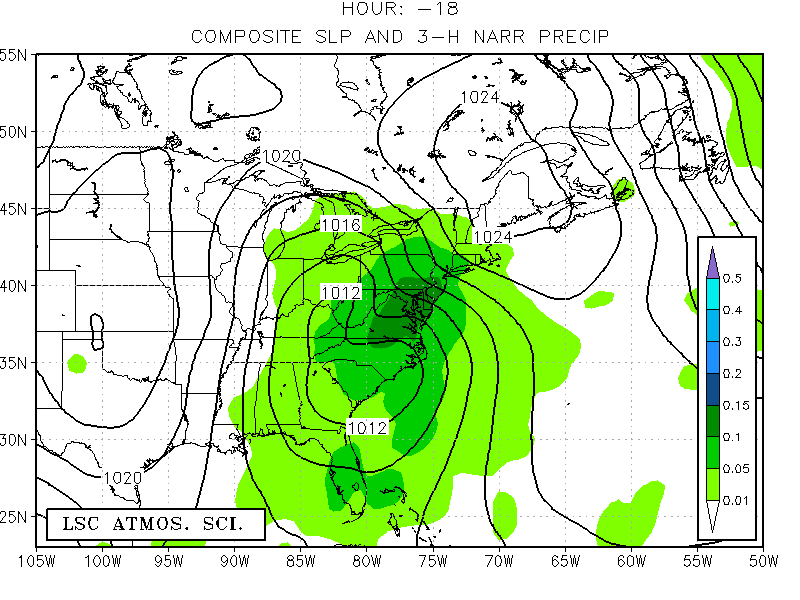 HOUR: −18
COMPOSITE SLP AND 3−H NARR PRECIP
55N
50N
45N
40N
35N
30N
25N
1024
1020
1016
1024
1012
1012
1020
0.5
0.4
0.3
0.2
0.15
0.1
0.05
0.01
LSC ATMOS. SCI.
105W 100W 95W 90W 85W 80W 75W 70W 65W 60W 55W 50W